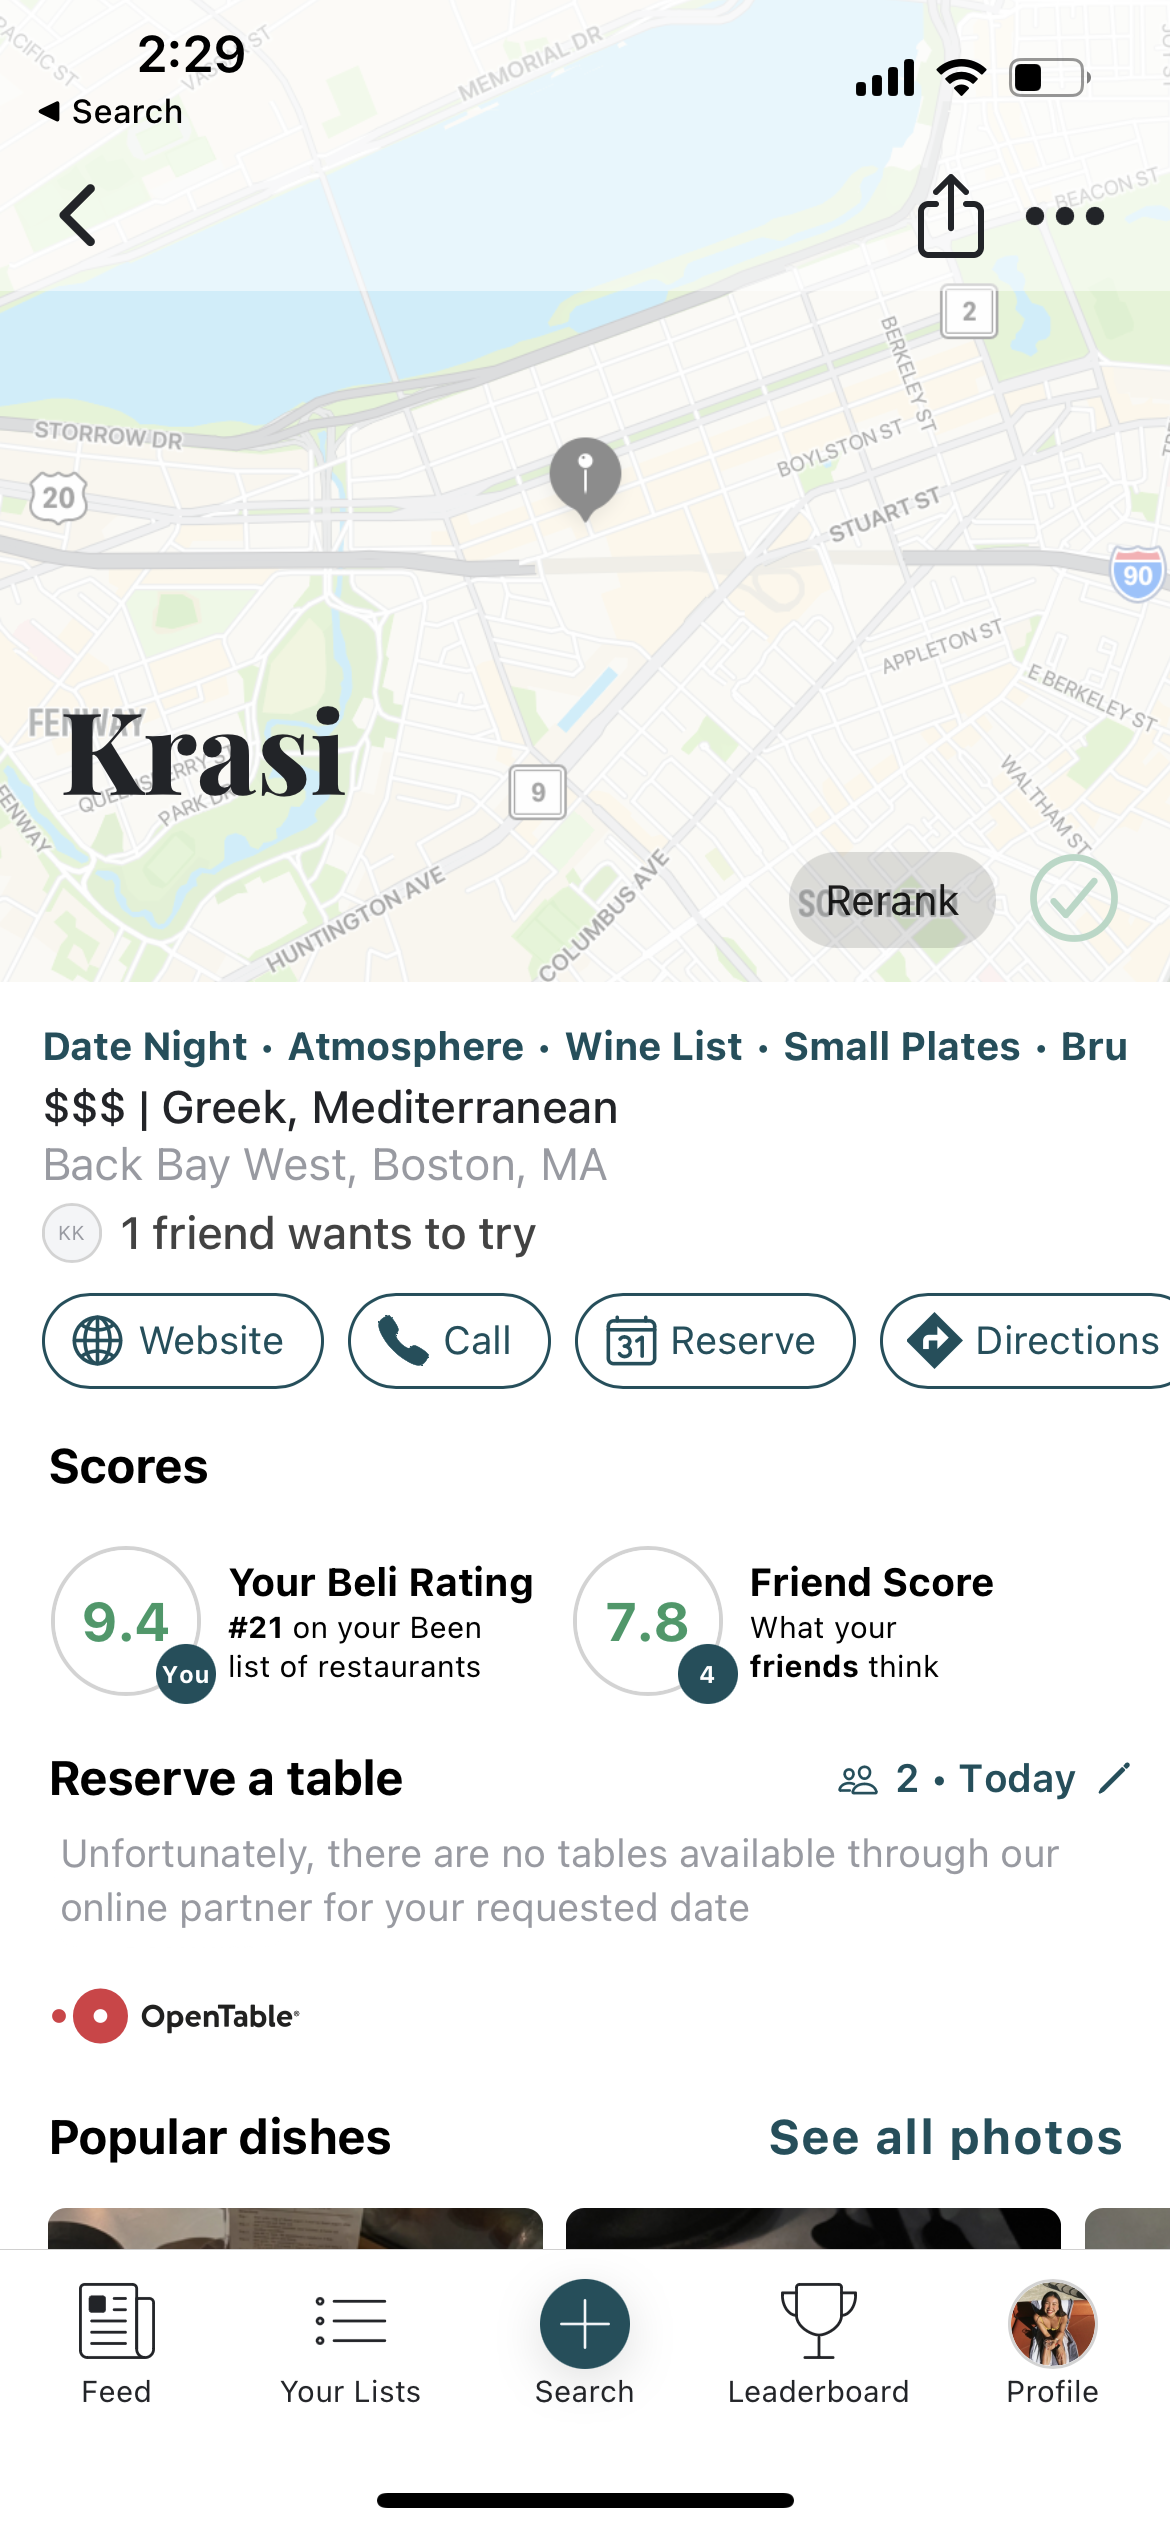 2:29
Search
PACIFIC ST
MEMORIAL DR
BEACON ST
2
BERKELEY ST
STORROW DR
BOYLSTON ST
20
STUART ST
90
APPLETON ST
E BERKELEY ST
FENWAY
Krasi
PARK DR
FENWAY
9
WALTHAM ST
HUNTINGTON AVE
COLUMBUS AVE
Rerank
Date Night · Atmosphere · Wine List · Small Plates · Bru
$$$ | Greek, Mediterranean
Back Bay West, Boston, MA
KK 1 friend wants to try
Website Call 31 Reserve Directions
Scores
9.4 You
Your Beli Rating
#21 on your Been
list of restaurants
7.8 4
Friend Score
What your
friends think
Reserve a table 2 • Today
Unfortunately, there are no tables available through our
online partner for your requested date
OpenTable®
Popular dishes See all photos
Feed Your Lists Search Leaderboard Profile